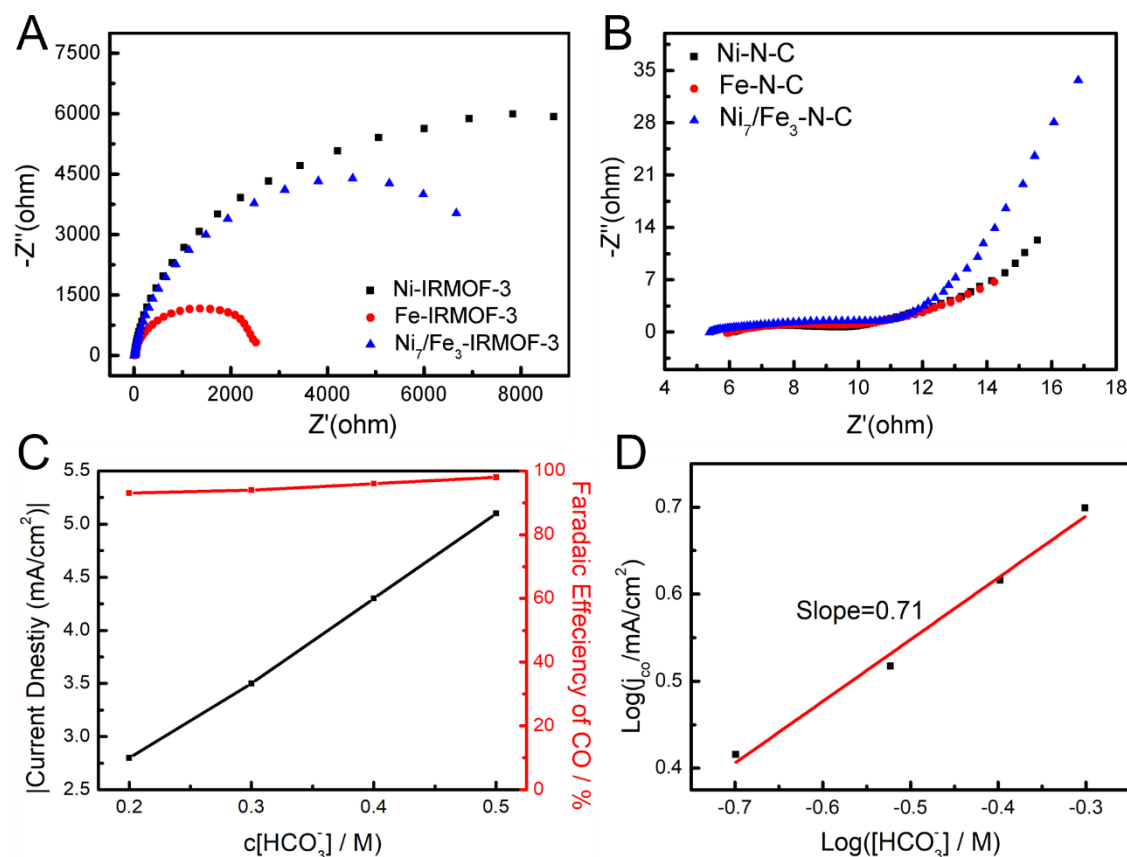 A
7500
6000
4500
3000
1500
0
-Z"(ohm)
Ni-IRMOF-3
Fe-IRMOF-3
Ni₇/Fe₃-IRMOF-3
0 2000 4000 6000 8000
Z'(ohm)
B
35
28
21
14
7
0
-Z"(ohm)
Ni-N-C
Fe-N-C
Ni₇/Fe₃-N-C
4 6 8 10 12 14 16 18
Z'(ohm)
C
5.5
5.0
4.5
4.0
3.5
3.0
2.5
|Current Dnestiy (mA/cm²)|
100
80
60
40
20
0
Faradaic Effeciency of CO / %
0.2 0.3 0.4 0.5
c[HCO₃⁻] / M)
D
0.7
0.6
0.5
0.4
Log(j_co/mA/cm²)
Slope=0.71
-0.7 -0.6 -0.5 -0.4 -0.3
Log([HCO₃⁻] / M)